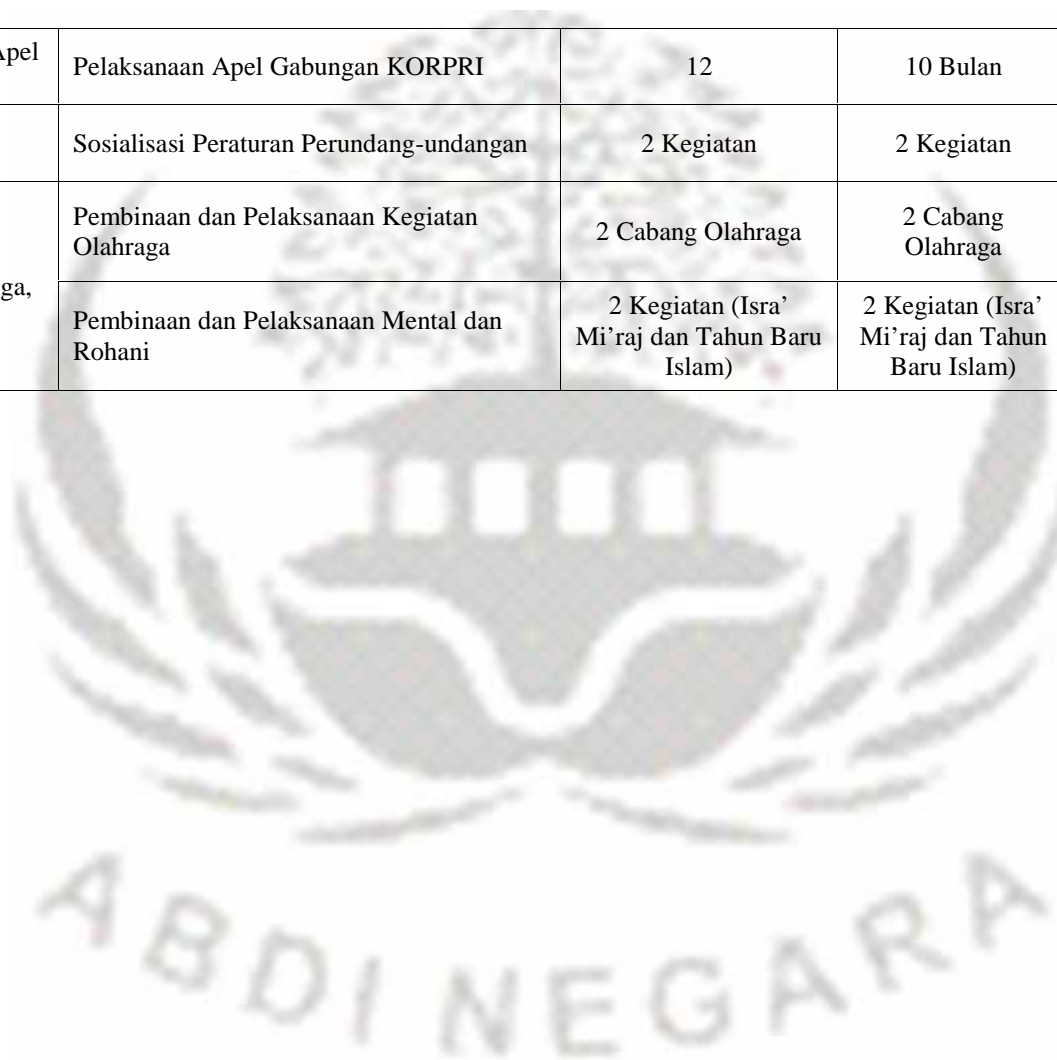 Apel
Pelaksanaan Apel Gabungan KORPRI 12 10 Bulan
Sosialisasi Peraturan Perundang-undangan 2 Kegiatan 2 Kegiatan
ga,
Pembinaan dan Pelaksanaan Kegiatan
Olahraga
2 Cabang Olahraga
2 Cabang
Olahraga
Pembinaan dan Pelaksanaan Mental dan
Rohani
2 Kegiatan (Isra’
Mi’raj dan Tahun Baru
Islam)
2 Kegiatan (Isra’
Mi’raj dan Tahun
Baru Islam)
ABDI NEGARA